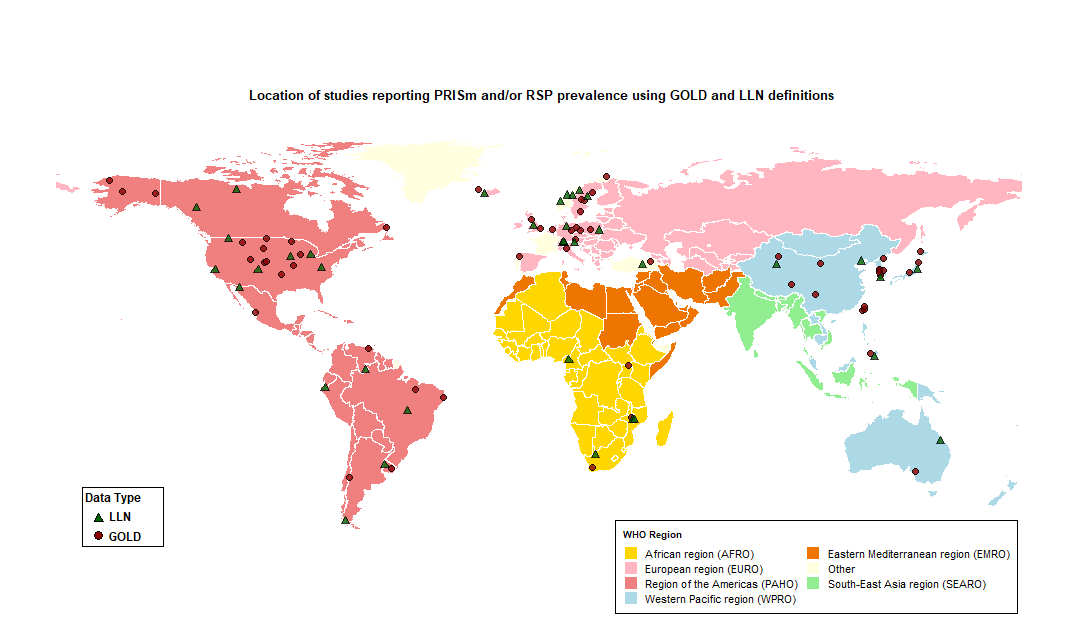 Location of studies reporting PRISm and/or RSP prevalence using GOLD and LLN definitions
Data Type
LLN
GOLD
WHO Region
African region (AFRO)
European region (EURO)
Region of the Americas (PAHO)
Western Pacific region (WPRO)
Eastern Mediterranean region (EMRO)
Other
South-East Asia region (SEARO)